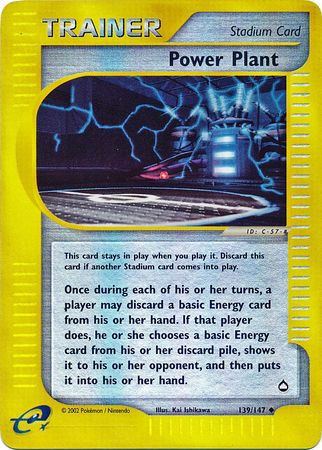 TRAINER
Stadium Card
Power Plant
ID: C-57-#
This card stays in play when you play it. Discard this
card if another Stadium card comes into play.
Once during each of his or her turns, a
player may discard a basic Energy card
from his or her hand. If that player
does, he or she chooses a basic Energy
card from his or her discard pile, shows
it to his or her opponent, and then puts
it into his or her hand.
e
© 2002 Pokémon / Nintendo
Illus. Kai Ishikawa
139/147